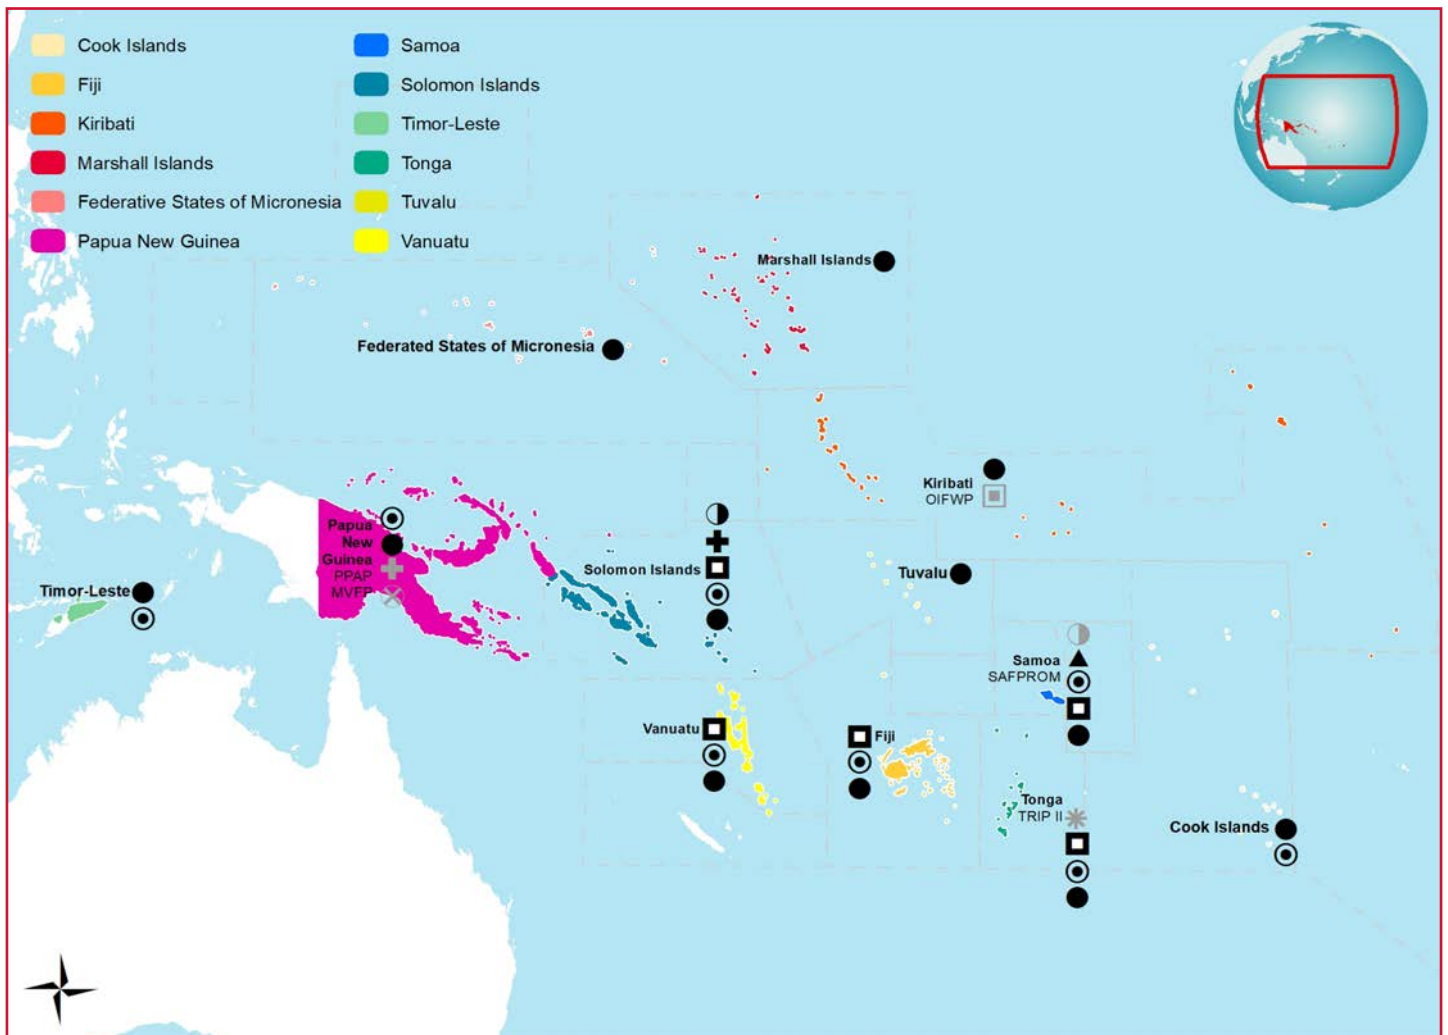 Cook Islands
Fiji
Kiribati
Marshall Islands
Federative States of Micronesia
Papua New Guinea
Samoa
Solomon Islands
Timor-Leste
Tonga
Tuvalu
Vanuatu
Marshall Islands
Federated States of Micronesia
Kiribati
OIFWP
Papua
New
Guinea
PPAP
MVFP
Solomon Islands
Tuvalu
Timor-Leste
Samoa
SAFPROM
Vanuatu
Fiji
Tonga
TRIP II
Cook Islands